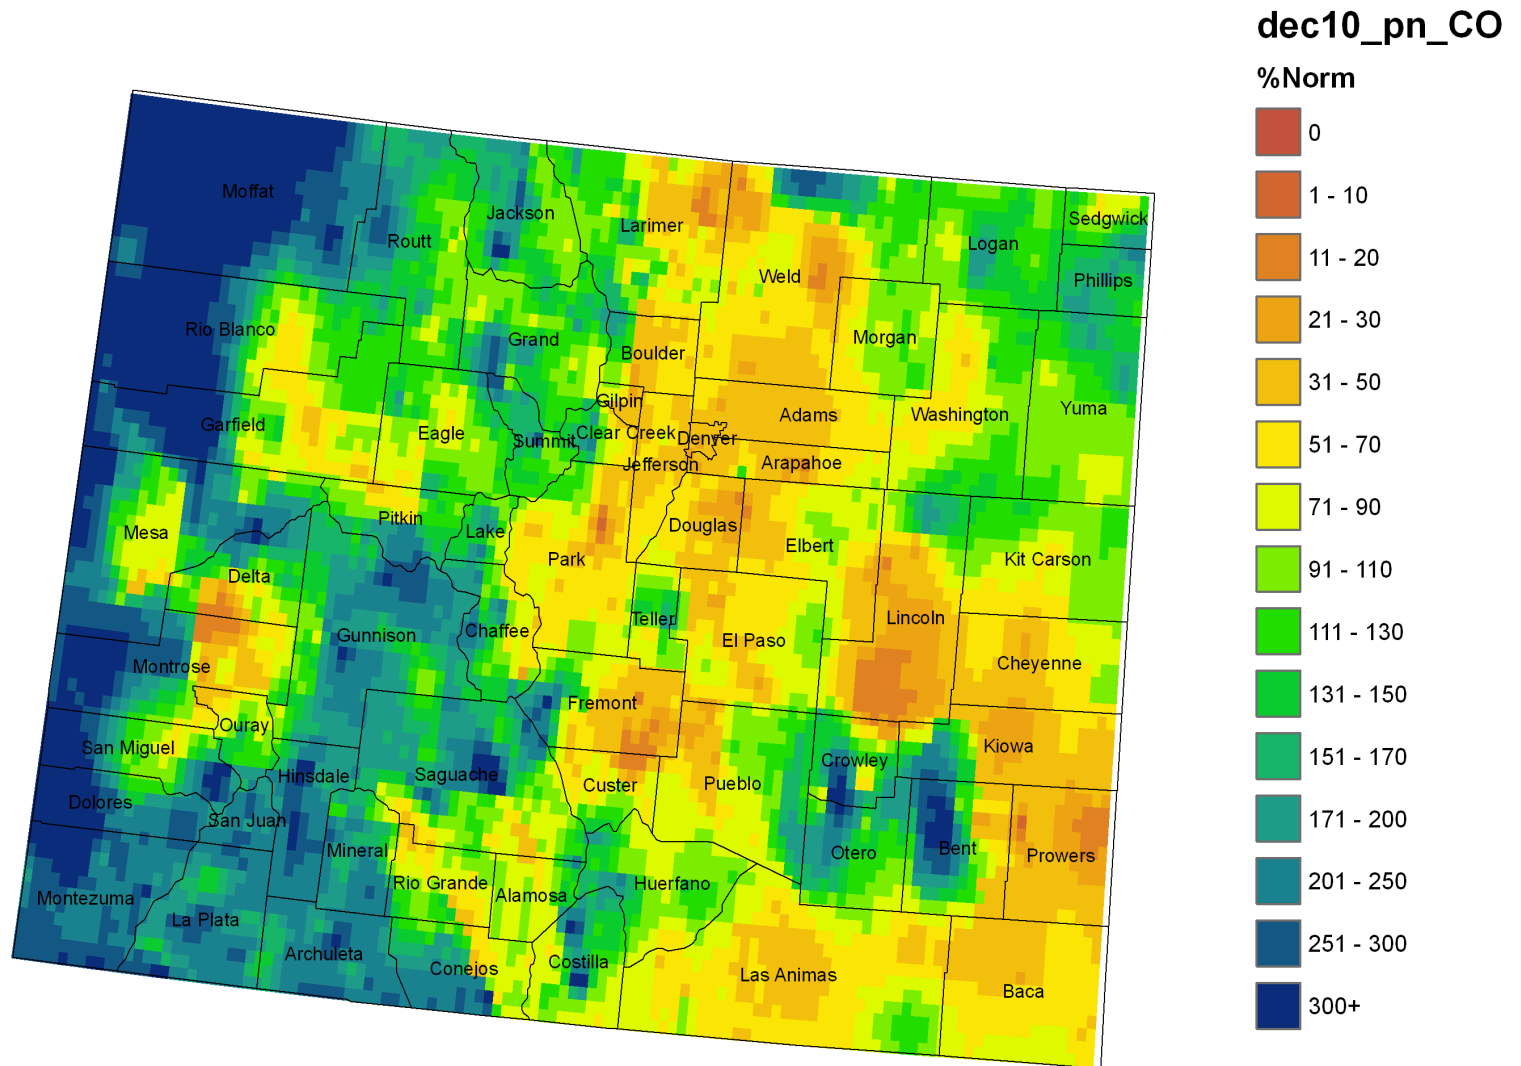 dec10_pn_CO
%Norm
0
1 - 10
11 - 20
21 - 30
31 - 50
51 - 70
71 - 90
91 - 110
111 - 130
131 - 150
151 - 170
171 - 200
201 - 250
251 - 300
300+
Moffat
Routt
Jackson
Larimer
Weld
Logan
Sedgwick
Phillips
Rio Blanco
Grand
Boulder
Morgan
Gilpin
Adams
Washington
Yuma
Garfield
Eagle
Summit
Clear Creek
Denver
Jefferson
Arapahoe
Mesa
Pitkin
Lake
Park
Douglas
Elbert
Kit Carson
Delta
Gunnison
Chaffee
Teller
El Paso
Lincoln
Cheyenne
Montrose
Fremont
Ouray
San Miguel
Hinsdale
Saguache
Custer
Pueblo
Crowley
Kiowa
Dolores
San Juan
Mineral
Rio Grande
Alamosa
Huerfano
Otero
Bent
Prowers
Montezuma
La Plata
Archuleta
Conejos
Costilla
Las Animas
Baca